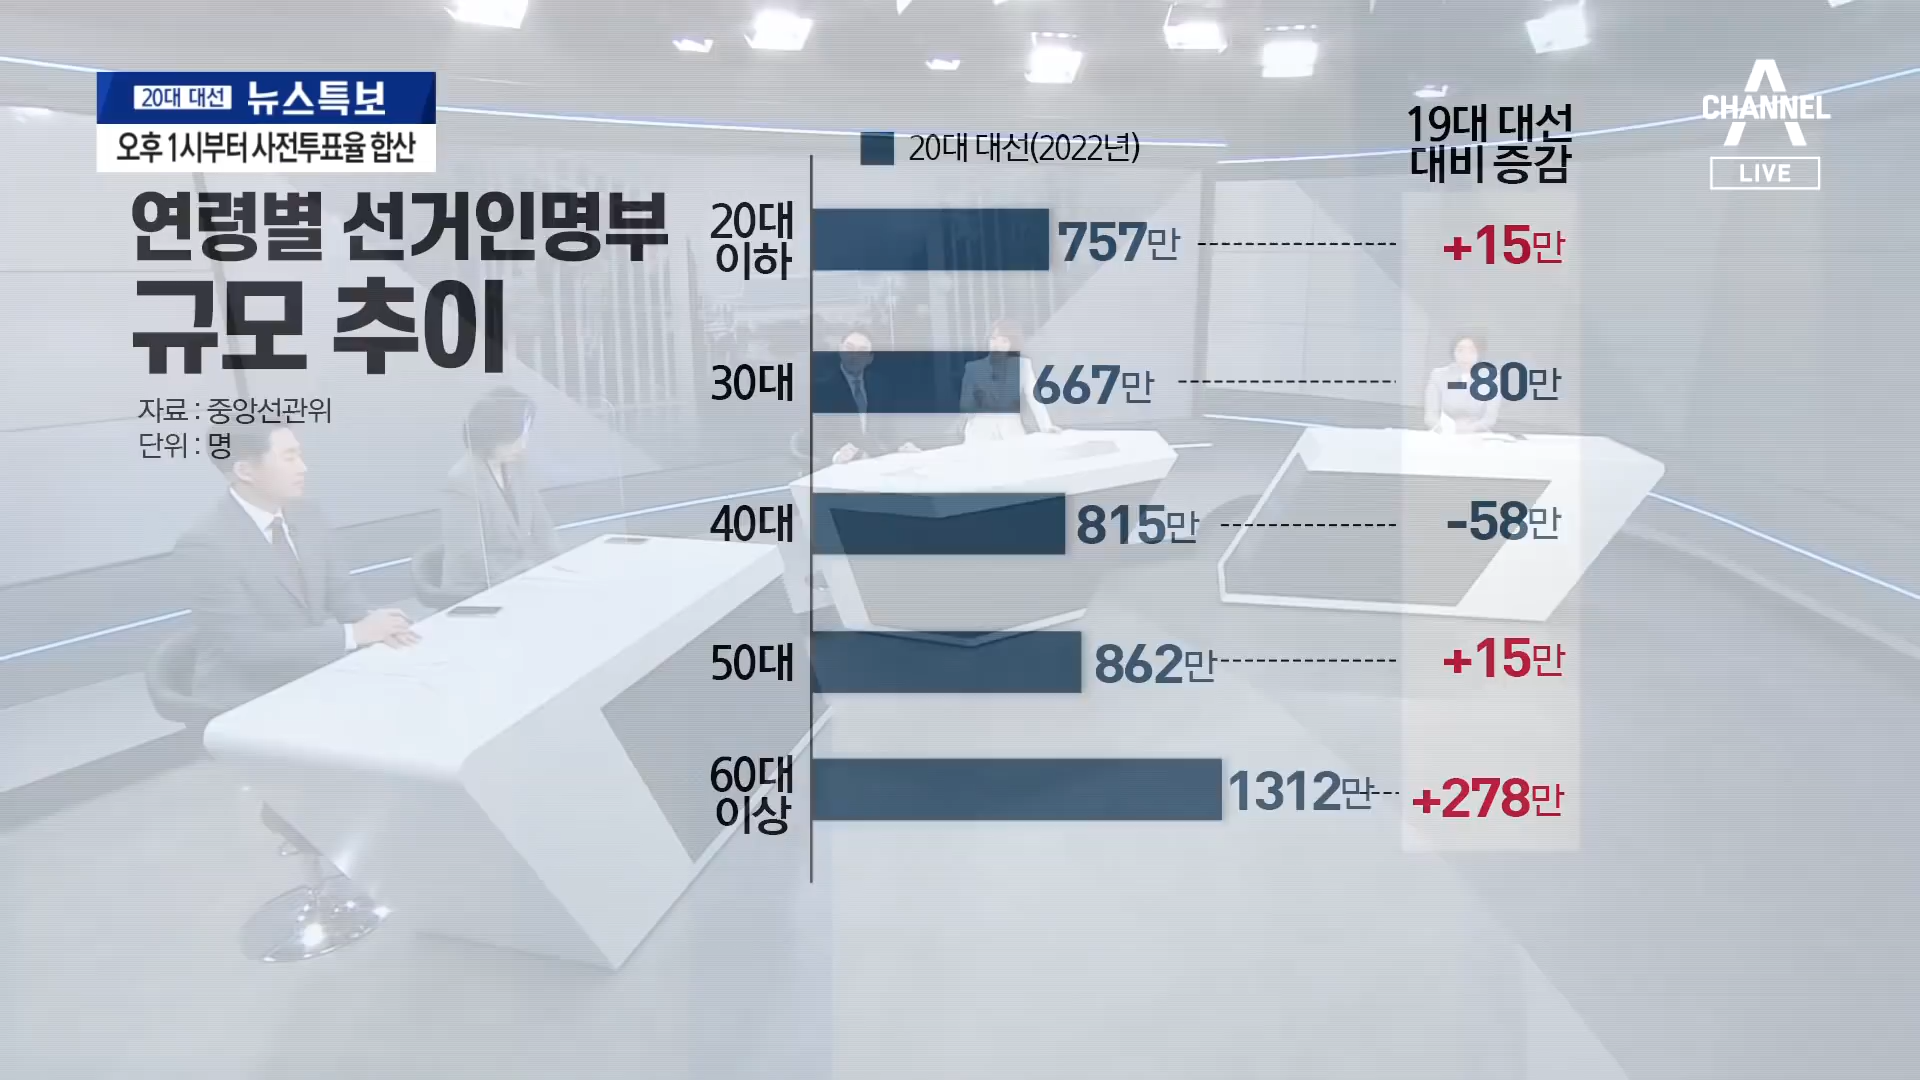 20대 대선 뉴스특보
오후 1시부터 사전투표율 합산
연령별 선거인명부
규모 추이
자료 : 중앙선관위
단위 : 명
20대 대선(2022년)
19대 대선
대비 증감
20대
이하
757만
+15만
30대
667만
-80만
40대
815만
-58만
50대
862만
+15만
60대
이상
1312만
+278만
CHANNEL A
LIVE